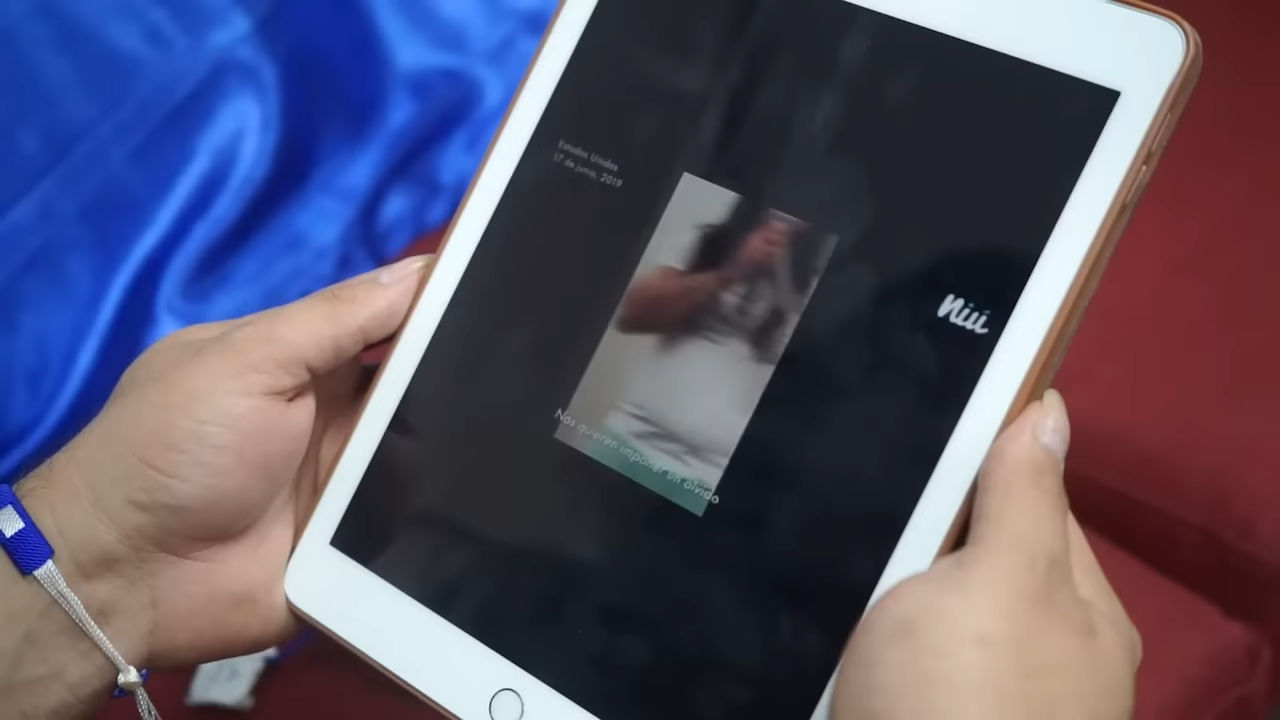 Estados Unidos
17 de junio, 2019
niú
Nos quieren imponer un olvido